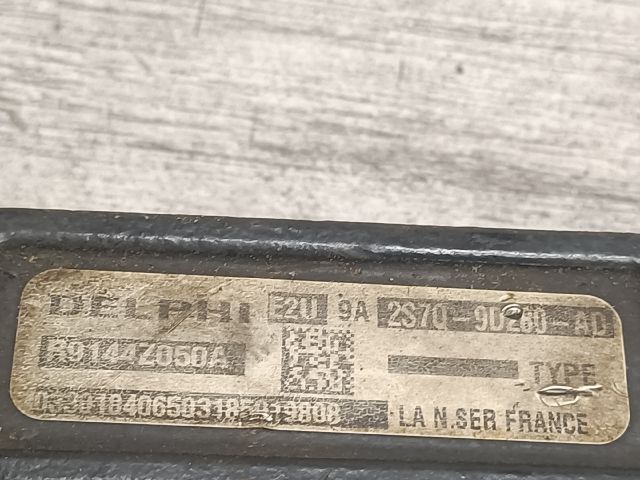 DELPHI E2U 9A 2S7Q-9D280-AD
R9144Z050A TYPE
LA N.SER FRANCE